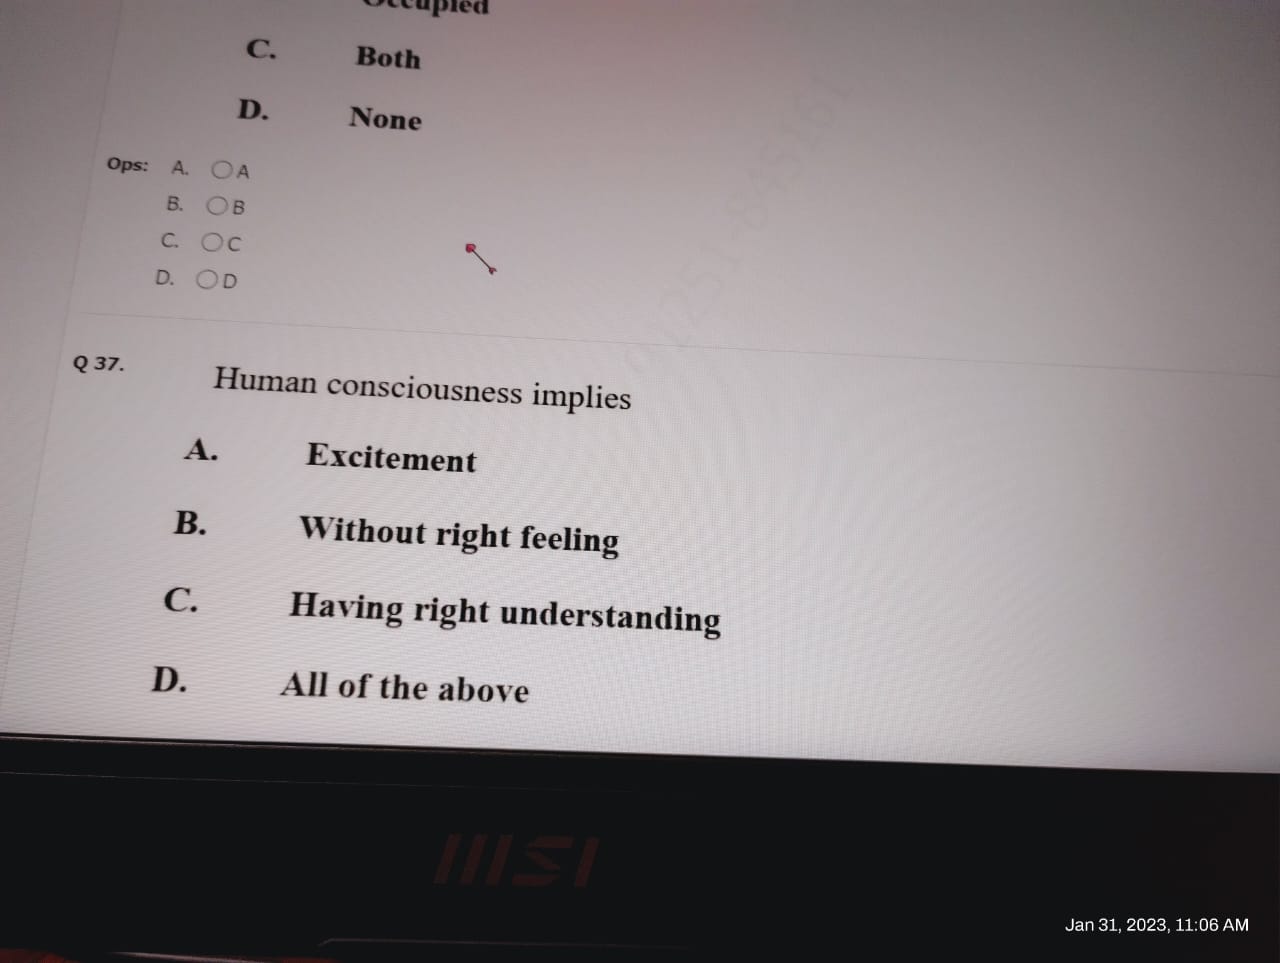 Occupied
C. Both
D. None
Ops: A. A
B. B
C. C
D. D
Q 37. Human consciousness implies
A. Excitement
B. Without right feeling
C. Having right understanding
D. All of the above
msi
Jan 31, 2023, 11:06 AM